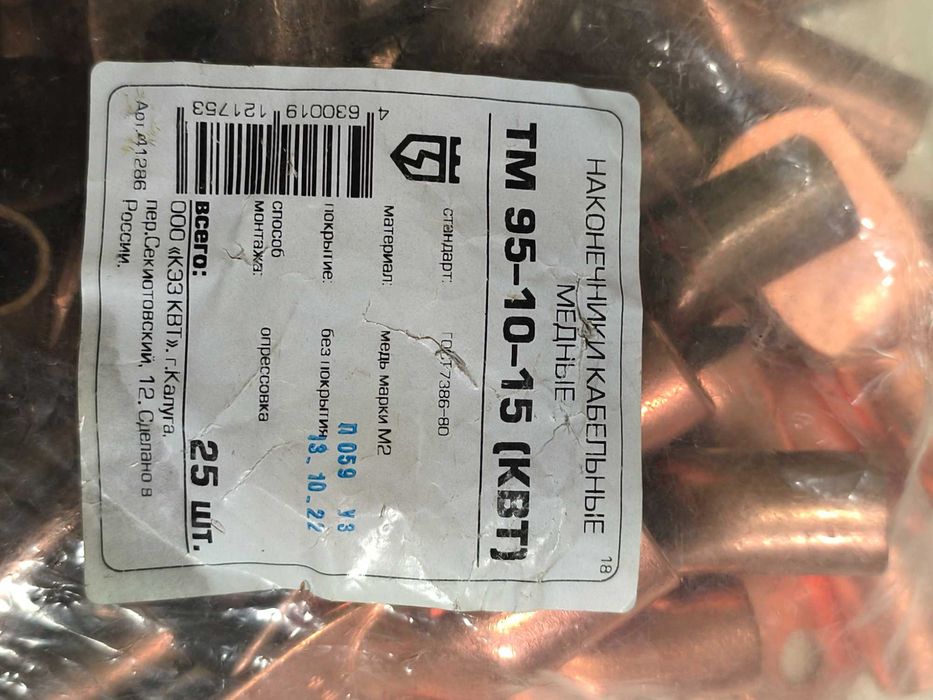 НАКОНЕЧНИКИ КАБЕЛЬНЫЕ
МЕДНЫЕ
18
ТМ 95–10–15 (КВТ)
стандарт: ГОСТ 7386-80
материал: медь марки М2
покрытие: без покрытия
способ
монтажа: опрессовка
П 059 УЗ
13.10.22
4 630019 121753
всего: 25 шт.
ООО «КЭЗ КВТ». г.Калуга,
пер.Секиотовский, 12. Сделано в
России.
Арт.41286